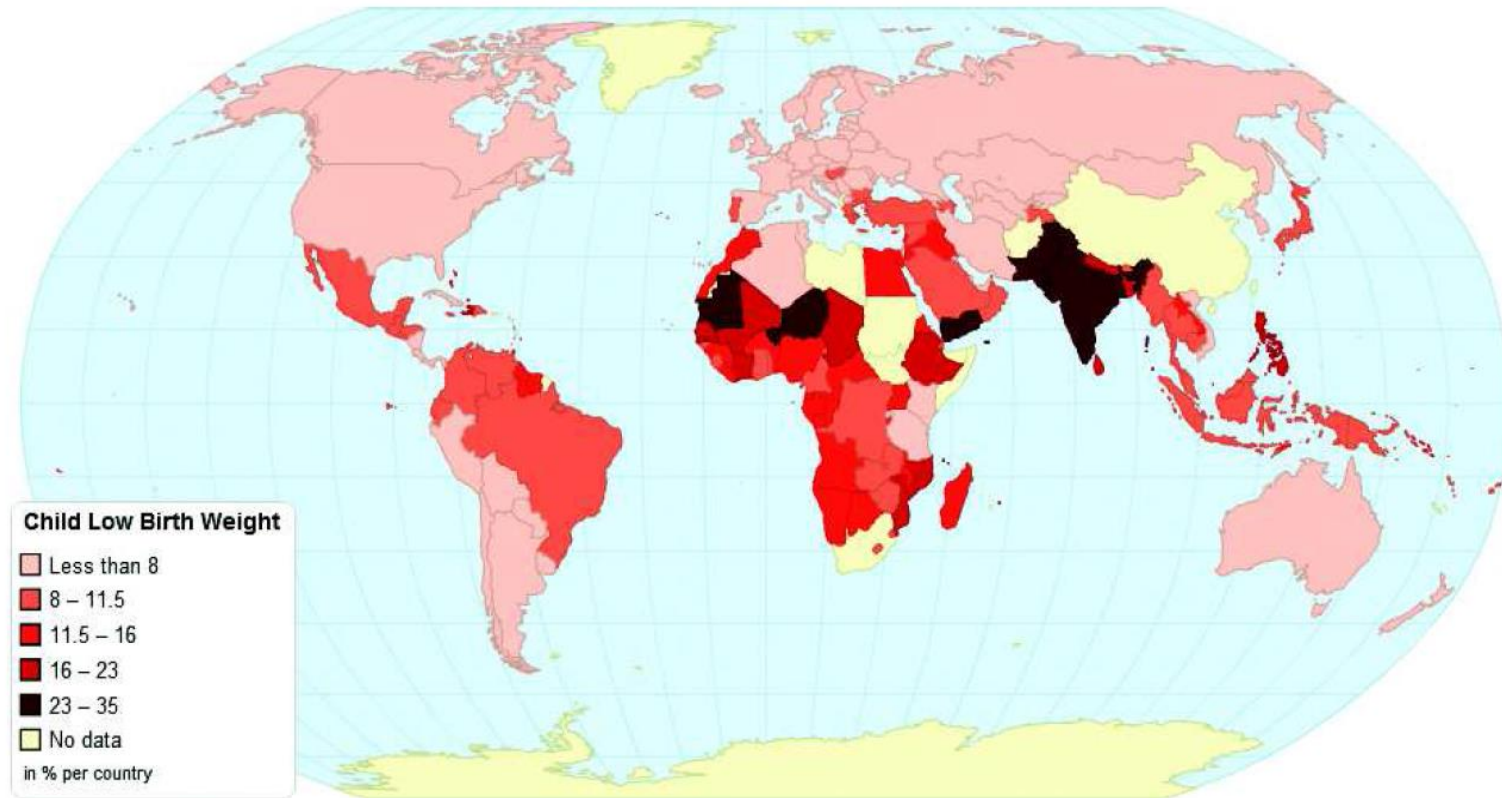 Child Low Birth Weight
Less than 8
8 – 11.5
11.5 – 16
16 – 23
23 – 35
No data
in % per country